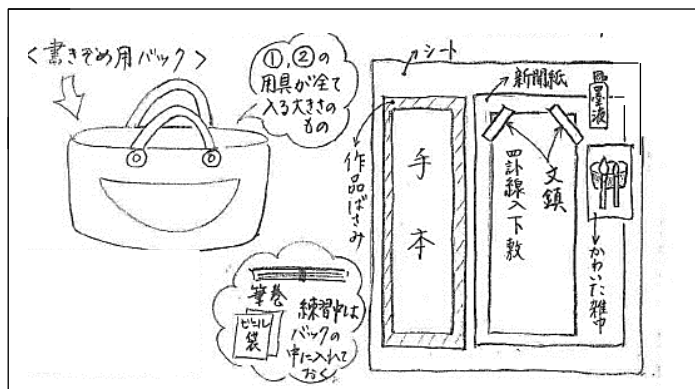 <書きぞめ用バック>
①,②の
用具が全て
入る大きさの
もの
筆巻
ビニル
袋
練習中は
バックの
中に入れて
おく
シート
作品ばさみ
手本
新聞紙
墨液
文鎮
罫線入下敷
かわいた雑巾